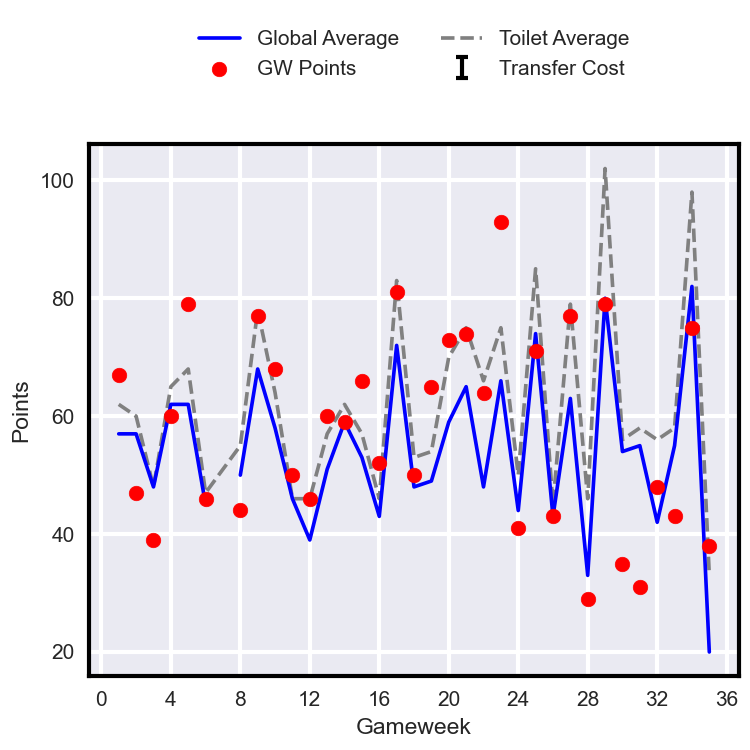 Global Average
Toilet Average
GW Points
Transfer Cost
100
80
60
40
20
Points
0 4 8 12 16 20 24 28 32 36
Gameweek